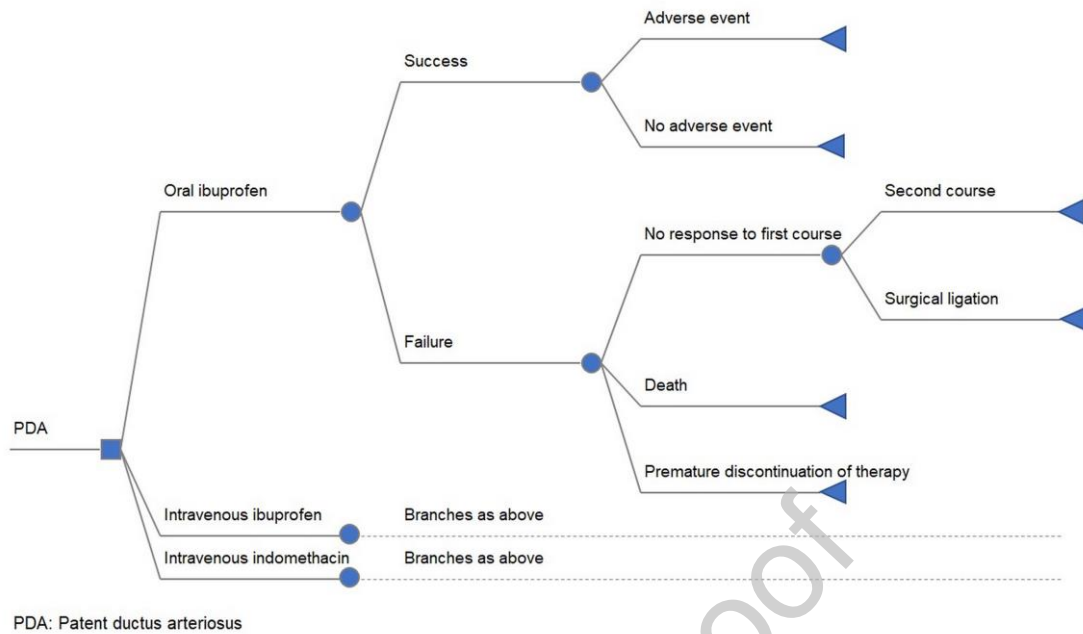 Adverse event
Success
No adverse event
Oral ibuprofen
Second course
No response to first course
Surgical ligation
Failure
Death
PDA
Premature discontinuation of therapy
Intravenous ibuprofen Branches as above
Intravenous indomethacin Branches as above
PDA: Patent ductus arteriosus
oof